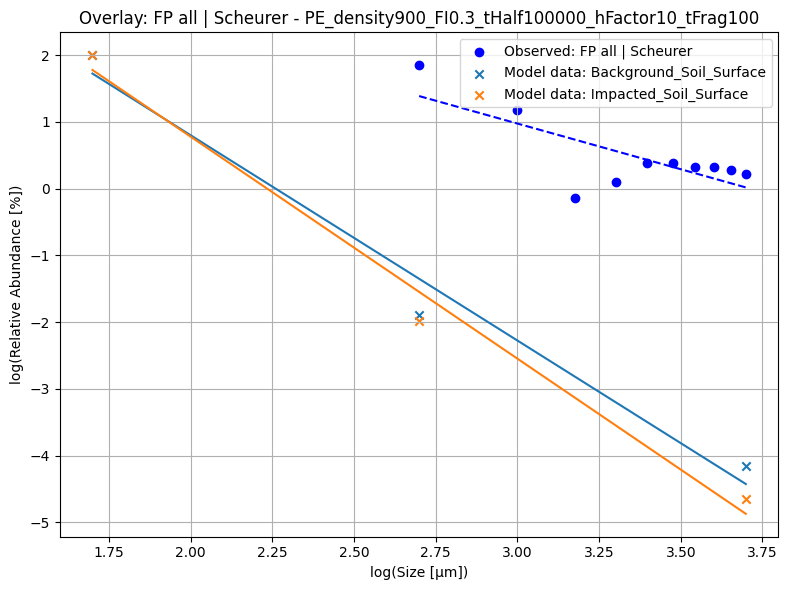 Overlay: FP all | Scheurer - PE_density900_FI0.3_tHalf100000_hFactor10_tFrag100
Observed: FP all | Scheurer
Model data: Background_Soil_Surface
Model data: Impacted_Soil_Surface
log(Relative Abundance [%])
2
1
0
−1
−2
−3
−4
−5
1.75 2.00 2.25 2.50 2.75 3.00 3.25 3.50 3.75
log(Size [μm])